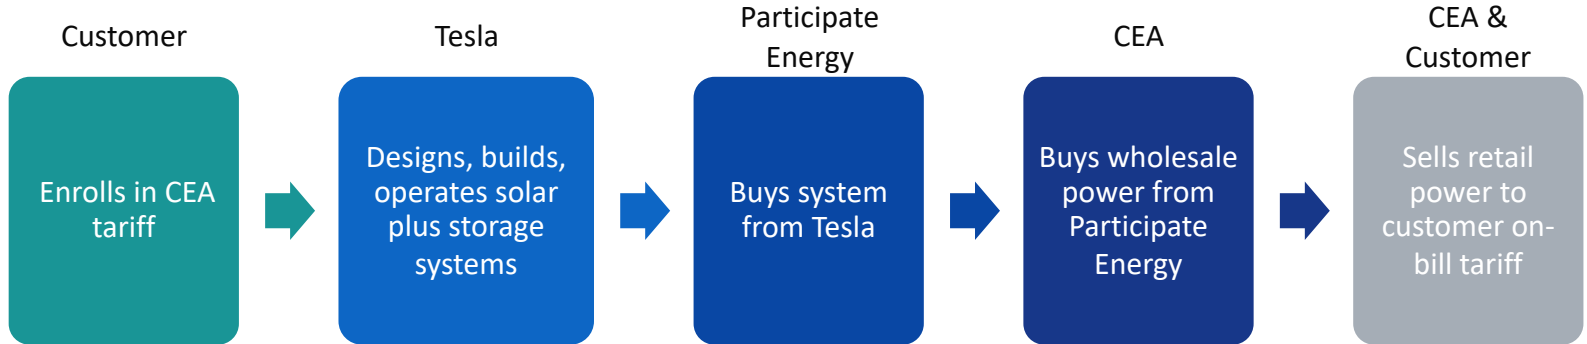 Customer
Tesla
Participate
Energy
CEA
CEA &
Customer
Enrolls in CEA
tariff
Designs, builds,
operates solar
plus storage
systems
Buys system
from Tesla
Buys wholesale
power from
Participate
Energy
Sells retail
power to
customer on-
bill tariff